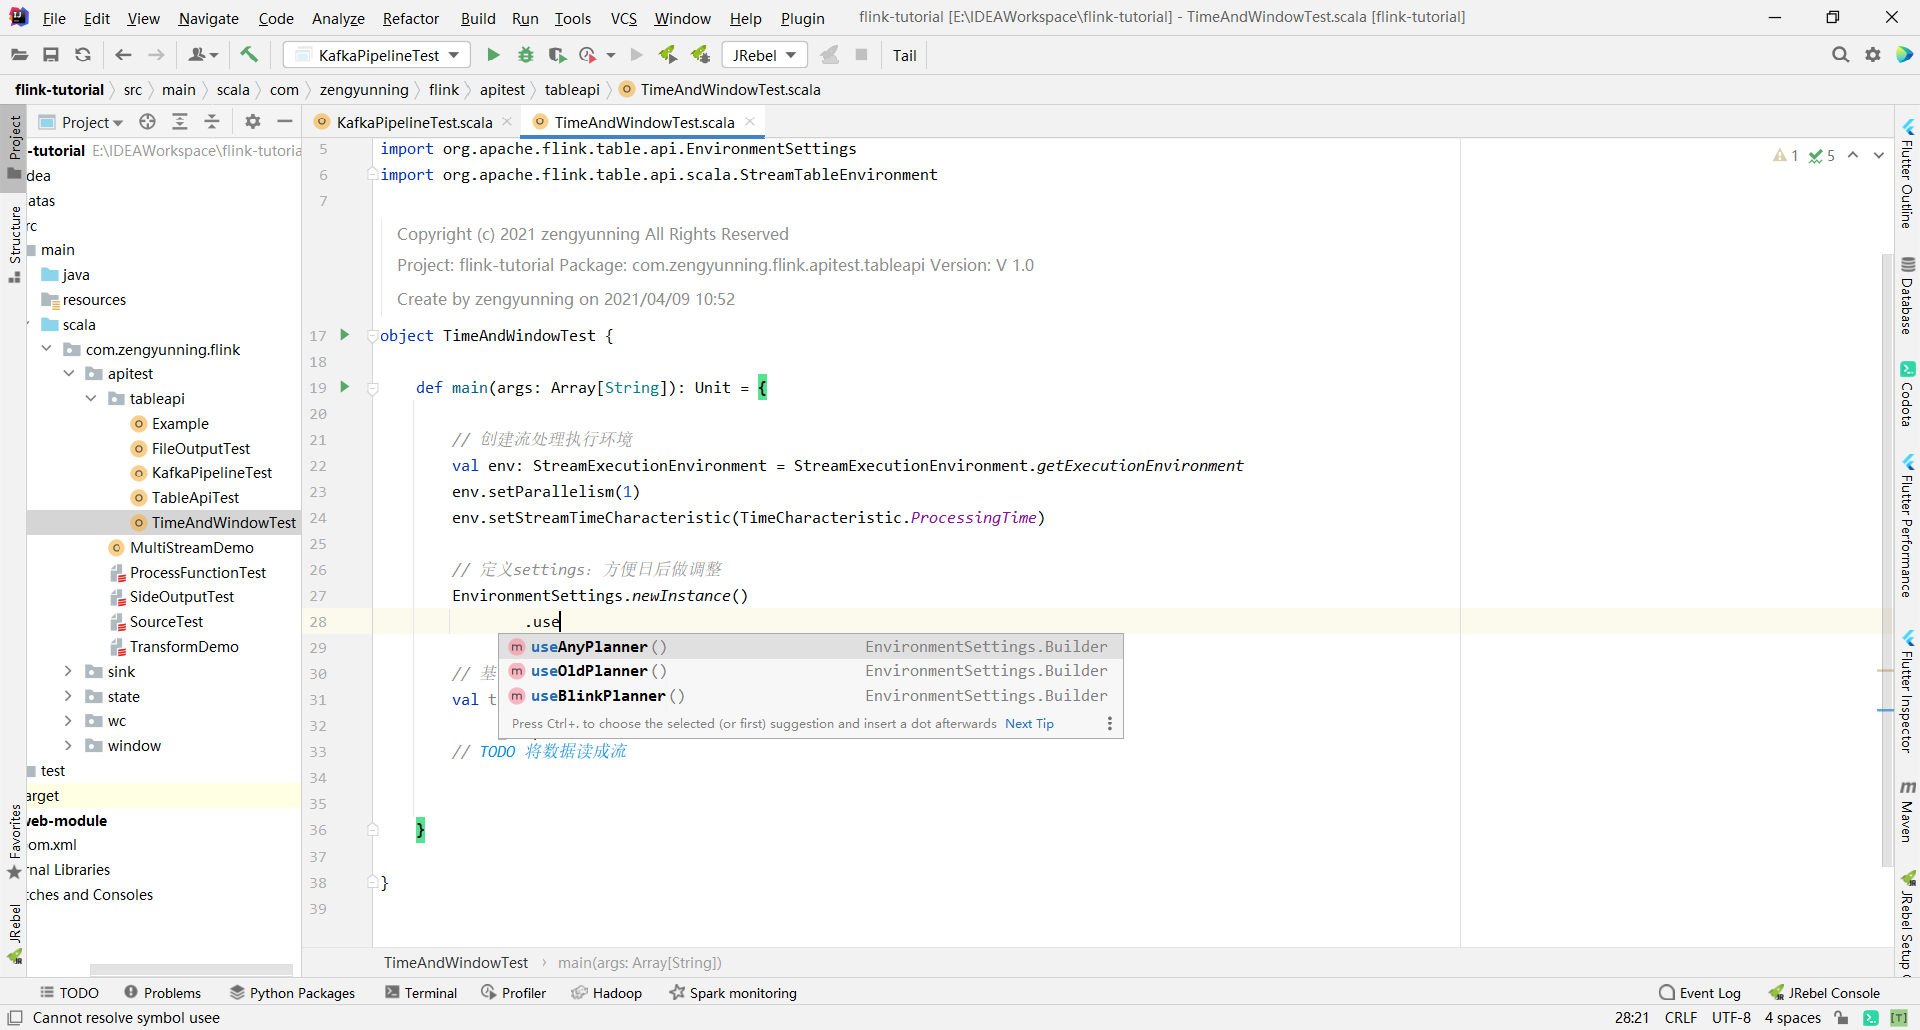 File Edit View Navigate Code Analyze Refactor Build Run Tools VCS Window Help Plugin flink-tutorial [E:\IDEAWorkspace\flink-tutorial] - TimeAndWindowTest.scala [flink-tutorial]
KafkaPipelineTest JRebel Tail
flink-tutorial src main scala com zengyunning flink apitest tableapi TimeAndWindowTest.scala
Project
KafkaPipelineTest.scala TimeAndWindowTest.scala
-tutorial E:\IDEAWorkspace\flink-tutoria
dea
atas
rc
main
java
resources
scala
com.zengyunning.flink
apitest
tableapi
Example
FileOutputTest
KafkaPipelineTest
TableApiTest
TimeAndWindowTest
MultiStreamDemo
ProcessFunctionTest
SideOutputTest
SourceTest
TransformDemo
sink
state
wc
window
test
arget
web-module
om.xml
rnal Libraries
tches and Consoles
Project
Structure
Favorites
JRebel
5 import org.apache.flink.table.api.EnvironmentSettings
6 import org.apache.flink.table.api.scala.StreamTableEnvironment
7
Copyright (c) 2021 zengyunning All Rights Reserved
Project: flink-tutorial Package: com.zengyunning.flink.apitest.tableapi Version: V 1.0
Create by zengyunning on 2021/04/09 10:52
17 object TimeAndWindowTest {
18
19 def main(args: Array[String]): Unit = {
20
21 // 创建流处理执行环境
22 val env: StreamExecutionEnvironment = StreamExecutionEnvironment.getExecutionEnvironment
23 env.setParallelism(1)
24 env.setStreamTimeCharacteristic(TimeCharacteristic.ProcessingTime)
25
26 // 定义settings：方便日后做调整
27 EnvironmentSettings.newInstance()
28 .use
29
30 // 基
31 val t
32
33 // TODO 将数据读成流
34
35
36 }
37
38 }
39
useAnyPlanner() EnvironmentSettings.Builder
useOldPlanner() EnvironmentSettings.Builder
useBlinkPlanner() EnvironmentSettings.Builder
Press Ctrl+. to choose the selected (or first) suggestion and insert a dot afterwards Next Tip
1 5
Flutter Outline
Database
Codota
Flutter Performance
Flutter Inspector
Maven
JRebel Setup
TimeAndWindowTest main(args: Array[String])
TODO Problems Python Packages Terminal Profiler Hadoop Spark monitoring Event Log JRebel Console
Cannot resolve symbol usee 28:21 CRLF UTF-8 4 spaces [T]